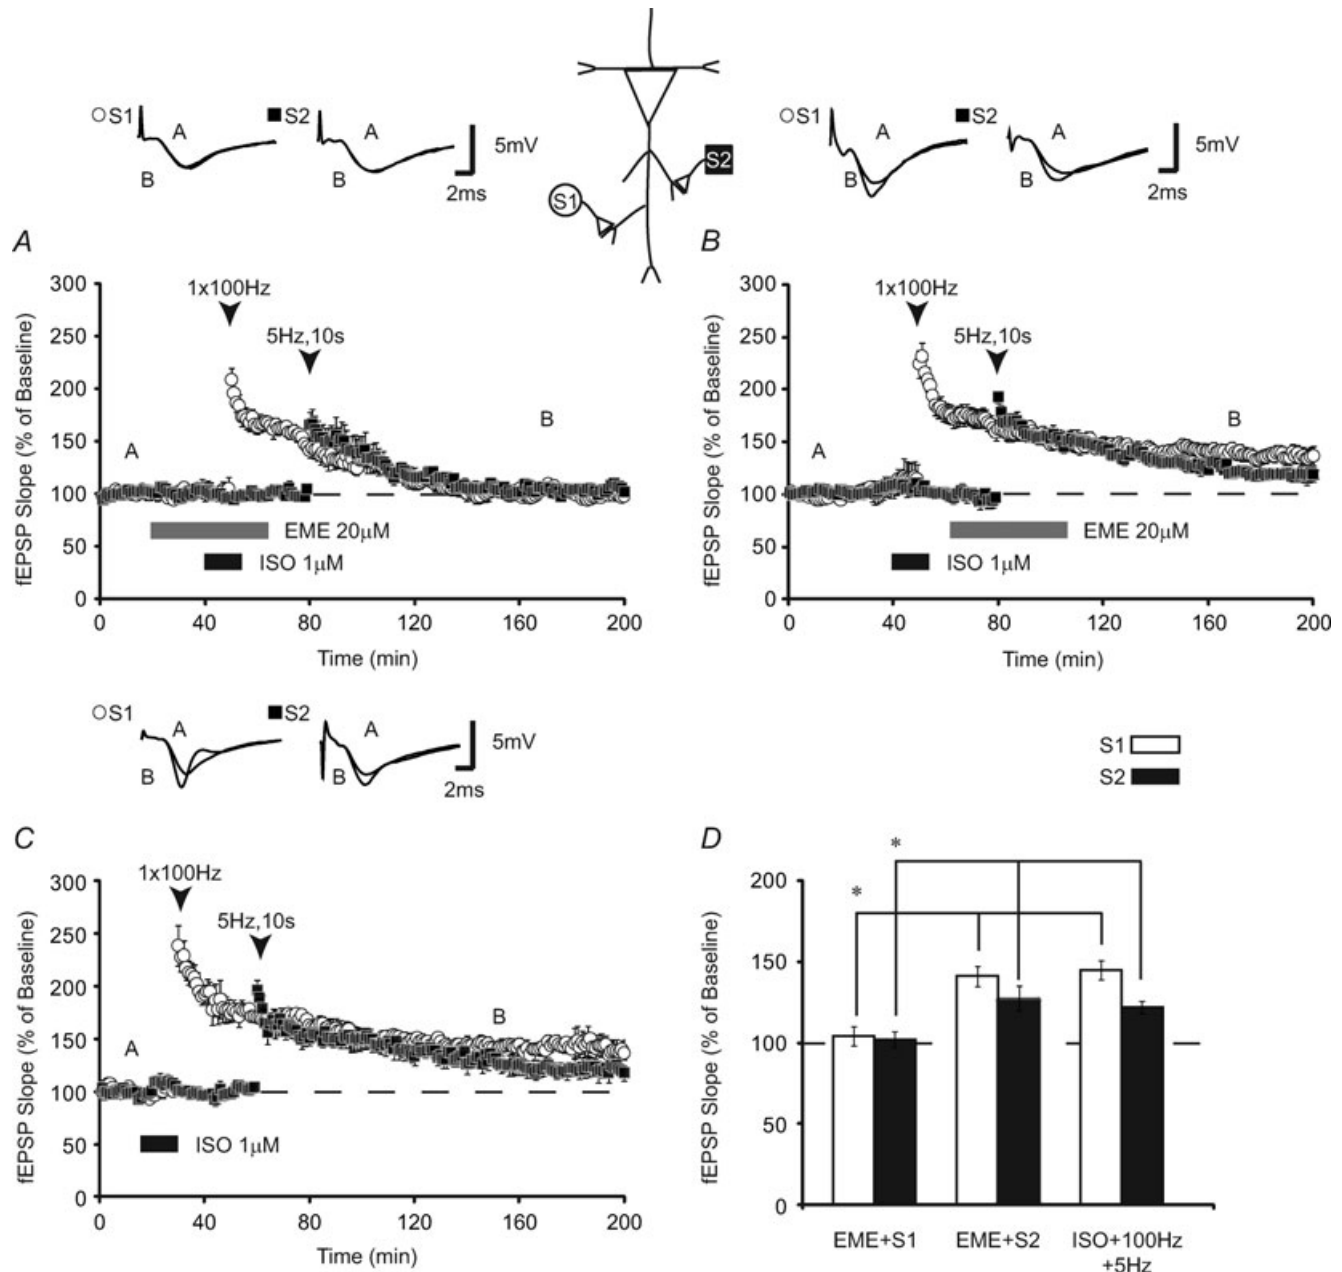 S1 A B S2 A B 5mV 2ms
S1 S2
S1 A B S2 A B 5mV 2ms
A
300
250
200
150
100
50
0
fEPSP Slope (% of Baseline)
1x100Hz
5Hz,10s
A
B
EME 20µM
ISO 1µM
0 40 80 120 160 200
Time (min)
B
300
250
200
150
100
50
0
fEPSP Slope (% of Baseline)
1x100Hz
5Hz,10s
A
B
EME 20µM
ISO 1µM
0 40 80 120 160 200
Time (min)
S1 A B S2 A B 5mV 2ms
C
300
250
200
150
100
50
0
fEPSP Slope (% of Baseline)
1x100Hz
5Hz,10s
A
B
ISO 1µM
0 40 80 120 160 200
Time (min)
S1
S2
D
200
150
100
50
0
fEPSP Slope (% of Baseline)
*
*
EME+S1 EME+S2 ISO+100Hz
+5Hz